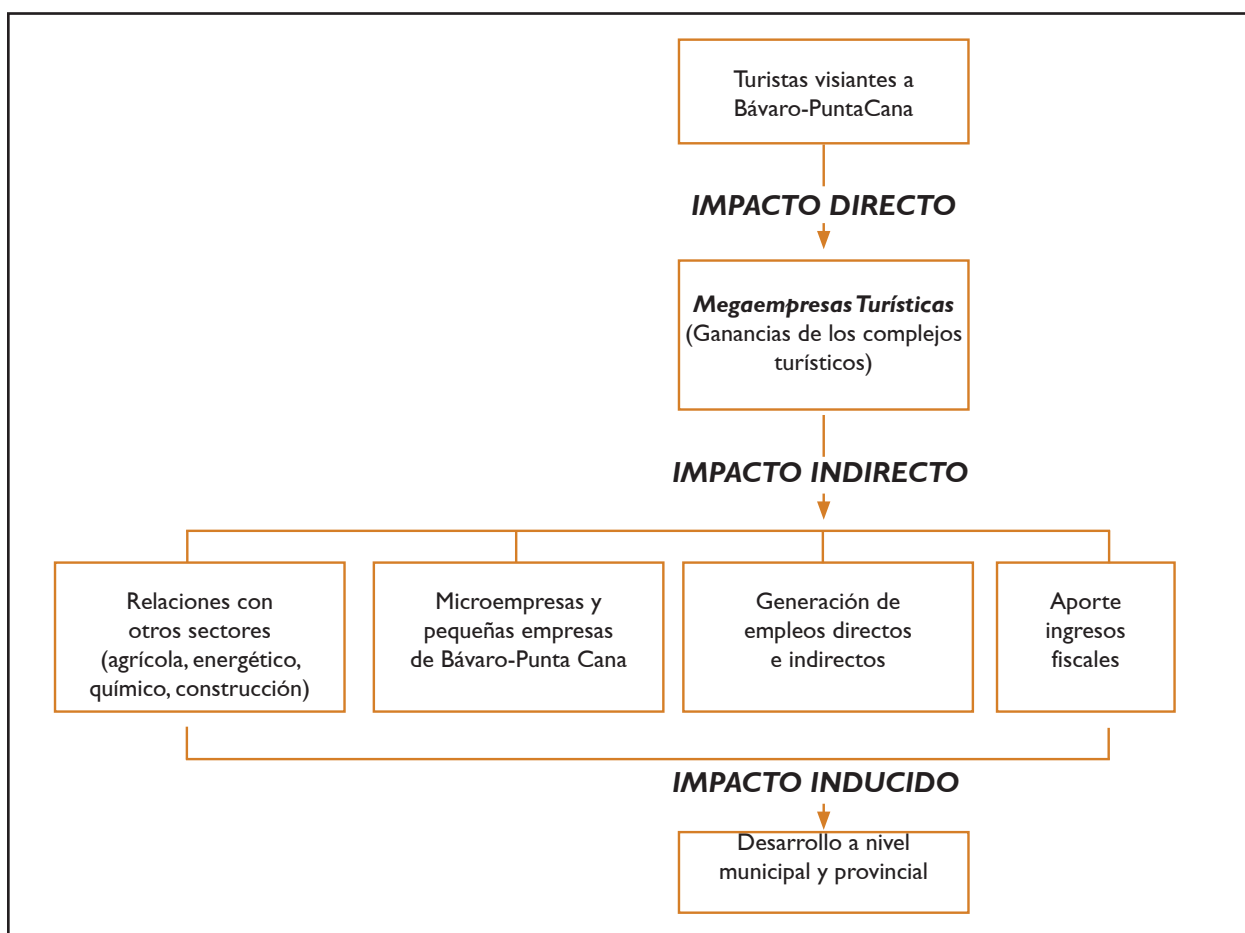 Turistas visiantes a
Bávaro-PuntaCana
IMPACTO DIRECTO
Megaempresas Turísticas
(Ganancias de los complejos
turísticos)
IMPACTO INDIRECTO
Relaciones con
otros sectores
(agrícola, energético,
químico, construcción)
Microempresas y
pequeñas empresas
de Bávaro-Punta Cana
Generación de
empleos directos
e indirectos
Aporte
ingresos
fiscales
IMPACTO INDUCIDO
Desarrollo a nivel
municipal y provincial